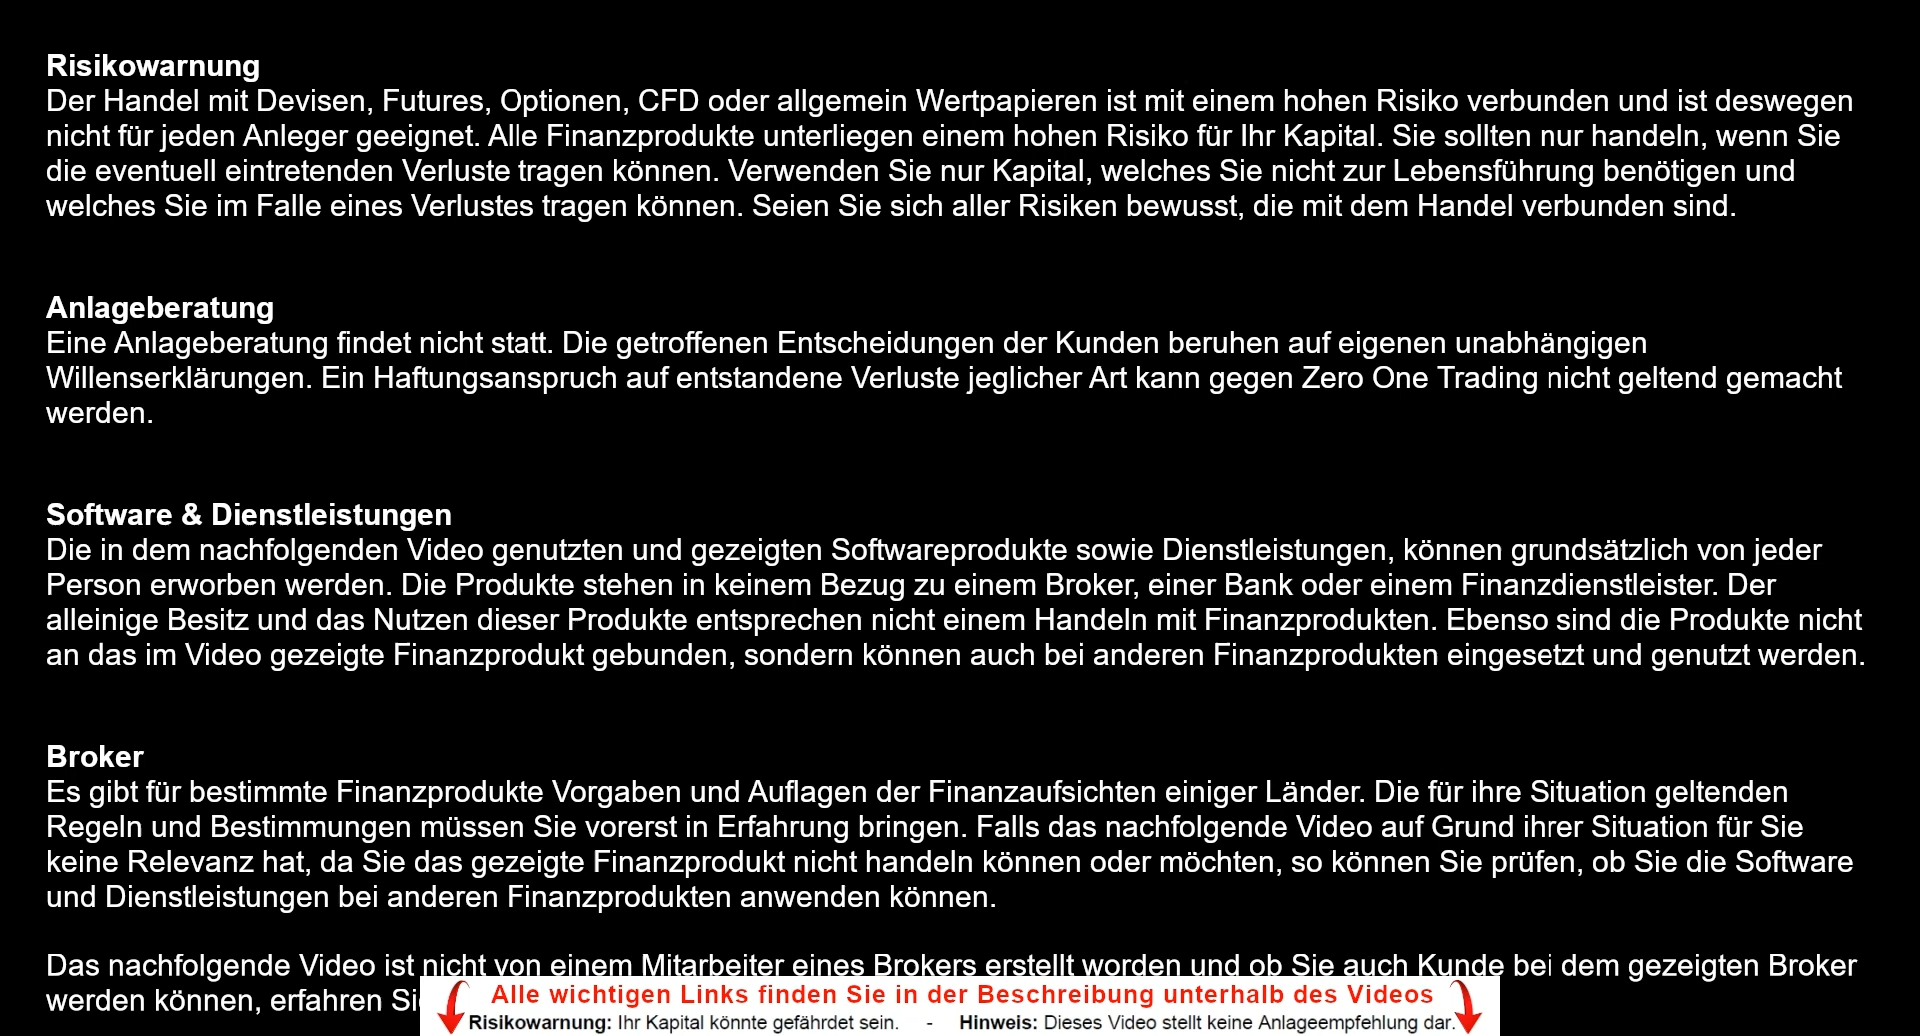 Risikowarnung
Der Handel mit Devisen, Futures, Optionen, CFD oder allgemein Wertpapieren ist mit einem hohen Risiko verbunden und ist deswegen
nicht für jeden Anleger geeignet. Alle Finanzprodukte unterliegen einem hohen Risiko für Ihr Kapital. Sie sollten nur handeln, wenn Sie
die eventuell eintretenden Verluste tragen können. Verwenden Sie nur Kapital, welches Sie nicht zur Lebensführung benötigen und
welches Sie im Falle eines Verlustes tragen können. Seien Sie sich aller Risiken bewusst, die mit dem Handel verbunden sind.
Anlageberatung
Eine Anlageberatung findet nicht statt. Die getroffenen Entscheidungen der Kunden beruhen auf eigenen unabhängigen
Willenserklärungen. Ein Haftungsanspruch auf entstandene Verluste jeglicher Art kann gegen Zero One Trading nicht geltend gemacht
werden.
Software & Dienstleistungen
Die in dem nachfolgenden Video genutzten und gezeigten Softwareprodukte sowie Dienstleistungen, können grundsätzlich von jeder
Person erworben werden. Die Produkte stehen in keinem Bezug zu einem Broker, einer Bank oder einem Finanzdienstleister. Der
alleinige Besitz und das Nutzen dieser Produkte entsprechen nicht einem Handeln mit Finanzprodukten. Ebenso sind die Produkte nicht
an das im Video gezeigte Finanzprodukt gebunden, sondern können auch bei anderen Finanzprodukten eingesetzt und genutzt werden.
Broker
Es gibt für bestimmte Finanzprodukte Vorgaben und Auflagen der Finanzaufsichten einiger Länder. Die für ihre Situation geltenden
Regeln und Bestimmungen müssen Sie vorerst in Erfahrung bringen. Falls das nachfolgende Video auf Grund ihrer Situation für Sie
keine Relevanz hat, da Sie das gezeigte Finanzprodukt nicht handeln können oder möchten, so können Sie prüfen, ob Sie die Software
und Dienstleistungen bei anderen Finanzprodukten anwenden können.
Das nachfolgende Video ist nicht von einem Mitarbeiter eines Brokers erstellt worden und ob Sie auch Kunde bei dem gezeigten Broker
werden können, erfahren Sie
Alle wichtigen Links finden Sie in der Beschreibung unterhalb des Videos
Risikowarnung: Ihr Kapital könnte gefährdet sein. - Hinweis: Dieses Video stellt keine Anlageempfehlung dar.